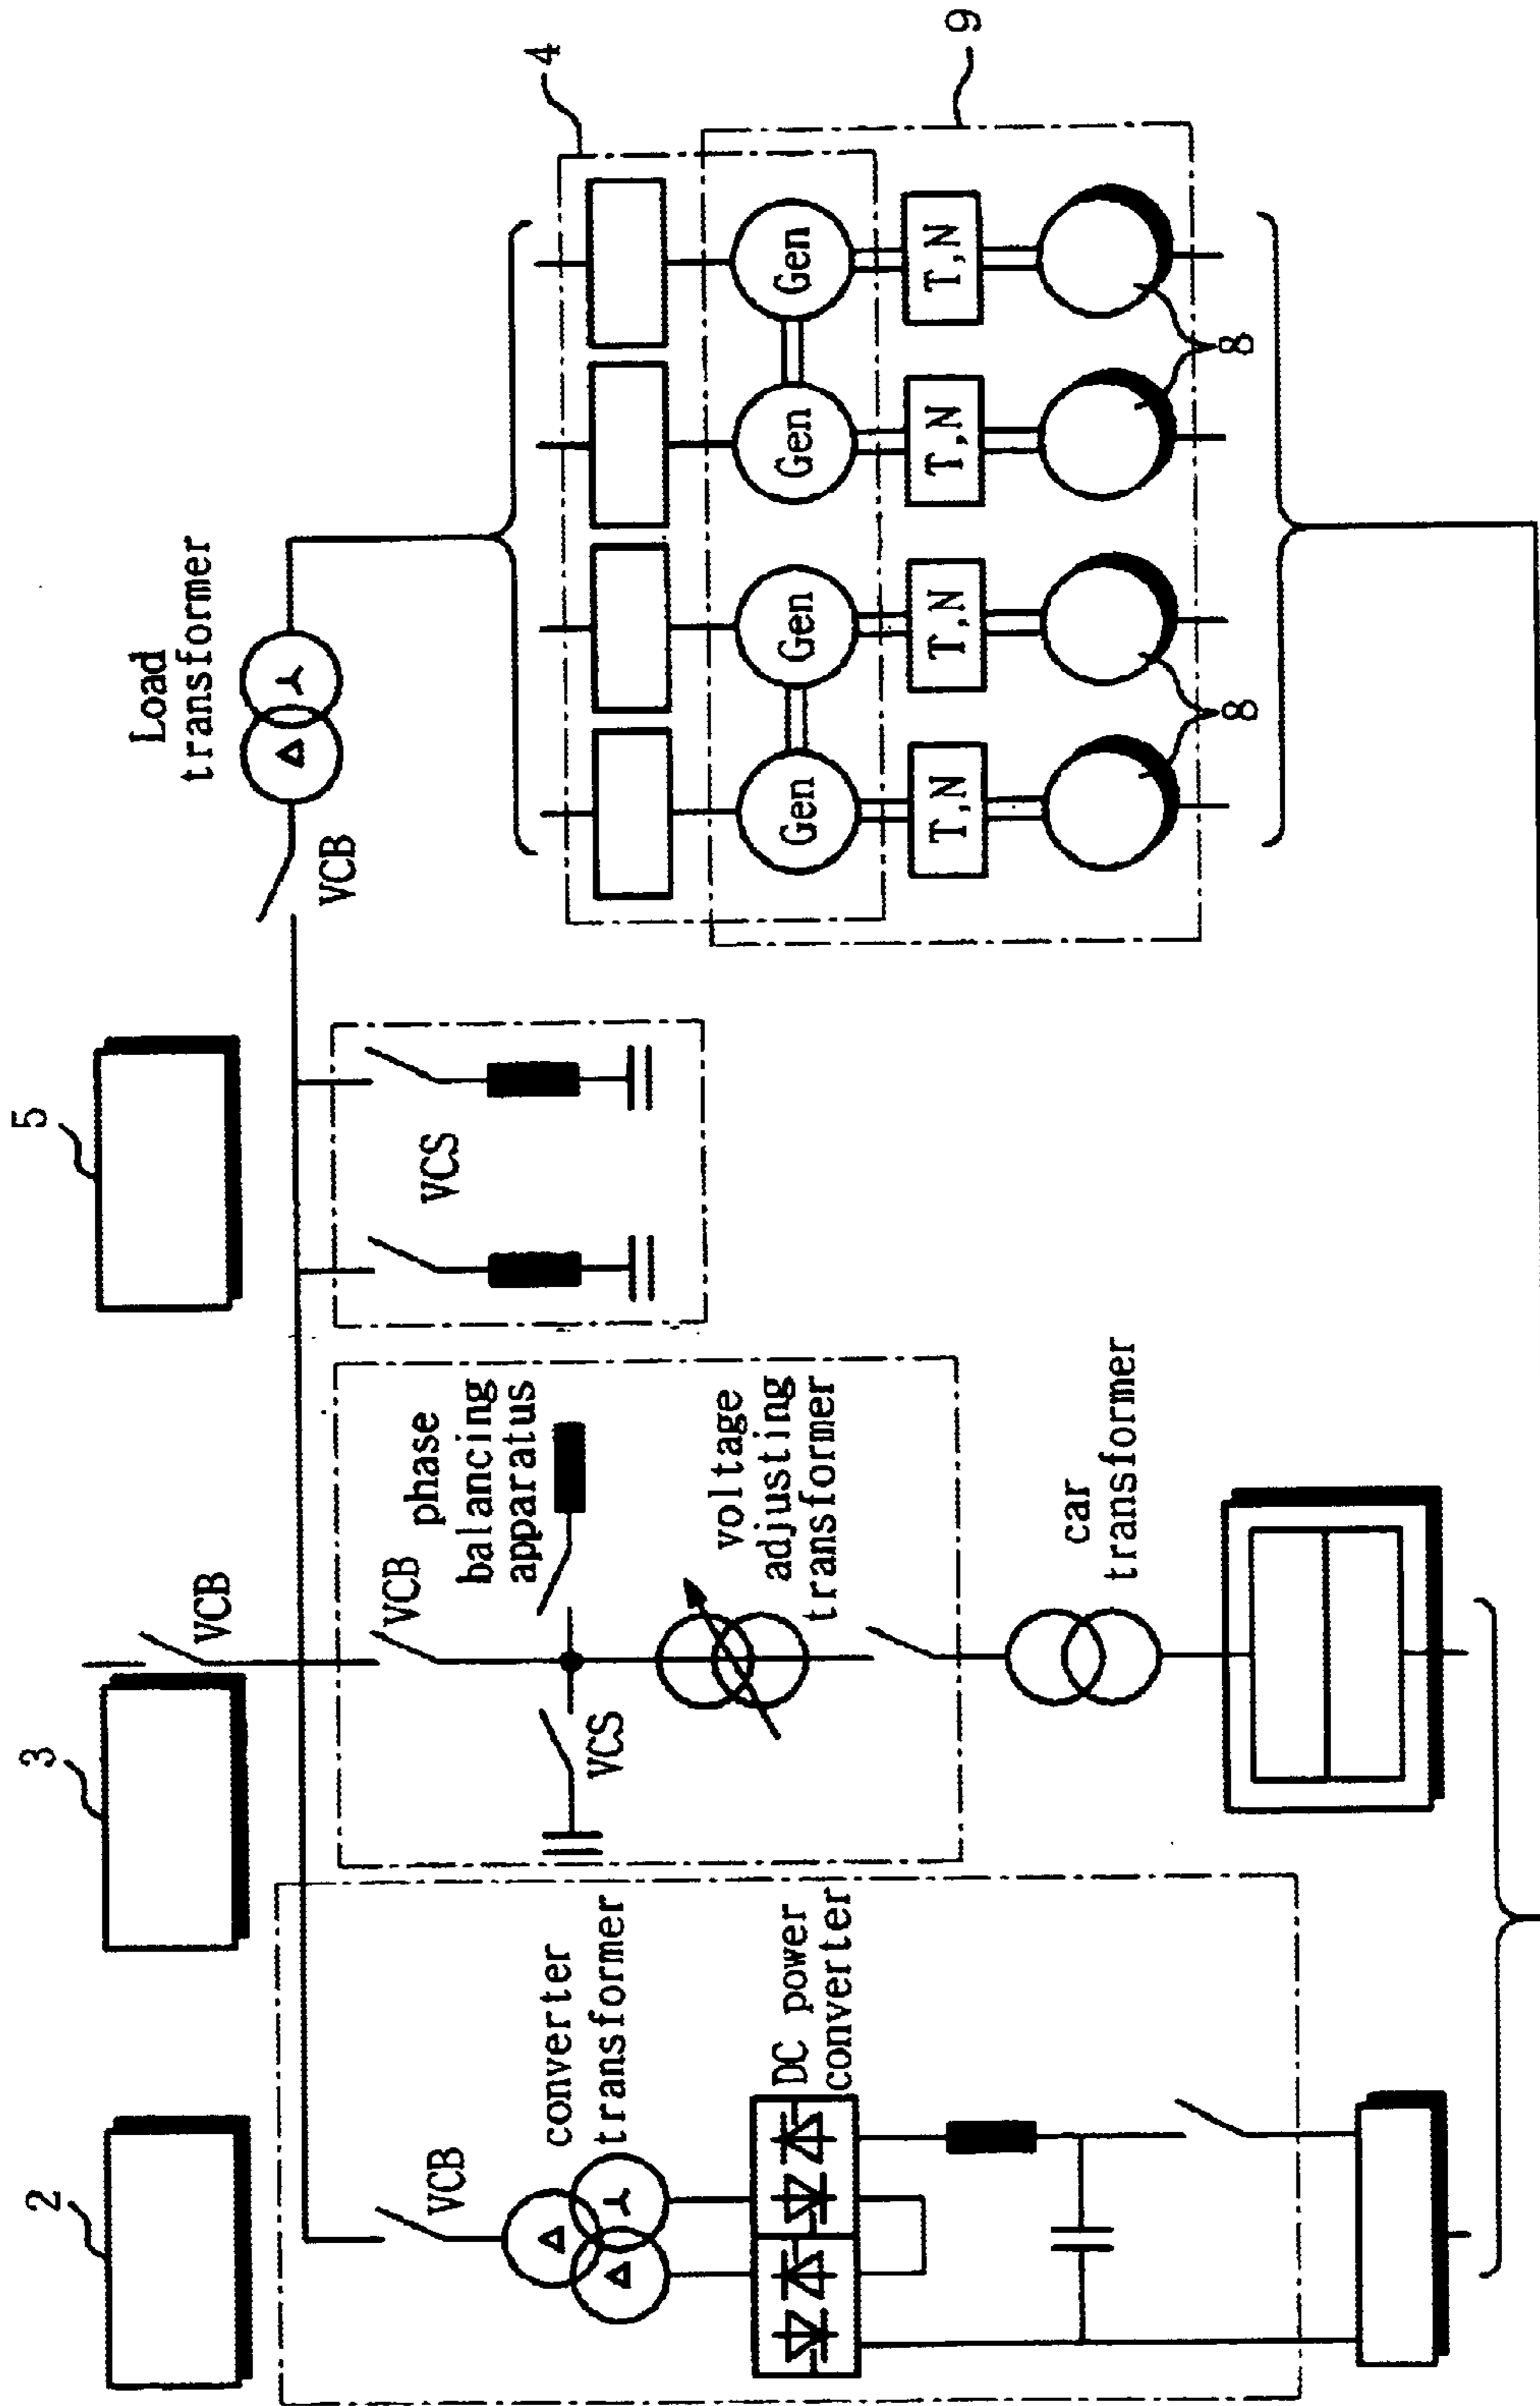 2
3
5
VCB
VCB
converter
transformer
DC power
converter
VCB
phase
balancing
apparatus
VCS
voltage
adjusting
transformer
car
transformer
VCS
VCB
Load
transformer
4
9
Gen
Gen
Gen
Gen
T,N
T,N
T,N
T,N
8
8